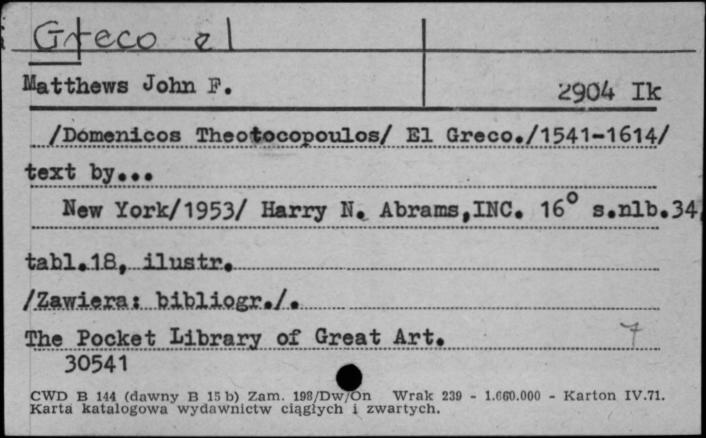 Greco el
Matthews John F. 2904 Ik
/Domenicos Theotocopoulos/ El Greco./1541-1614/
text by...
New York/1953/ Harry N. Abrams,INC. 16° s.nlb.34,
tabl.18, ilustr.
/Zawiera: bibliogr./.
The Pocket Library of Great Art. 7
30541
CWD B 144 (dawny B 15 b) Zam. 198/Dw/On Wrak 239 - 1.660.000 - Karton IV.71.
Karta katalogowa wydawnictw ciągłych i zwartych.